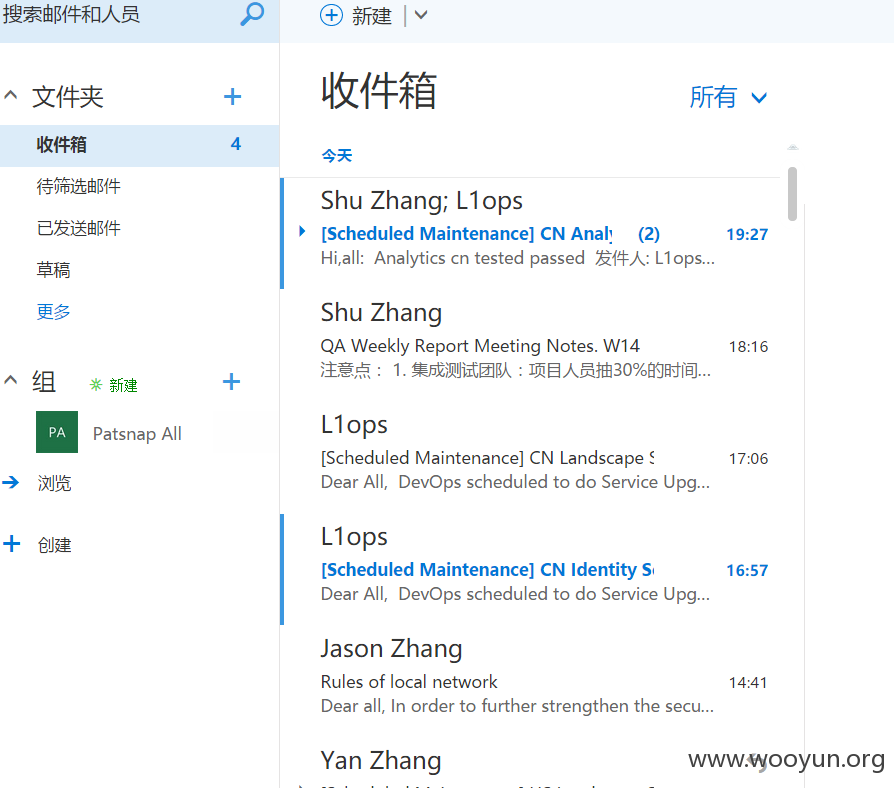 搜索邮件和人员
新建
文件夹
收件箱 4
待筛选邮件
已发送邮件
草稿
更多
组 新建
PA Patsnap All
浏览
创建
收件箱
所有
今天
Shu Zhang; L1ops
[Scheduled Maintenance] CN Analy (2) 19:27
Hi,all: Analytics cn tested passed 发件人: L1ops...
Shu Zhang
QA Weekly Report Meeting Notes. W14 18:16
注意点： 1. 集成测试团队：项目人员抽30%的时间...
L1ops
[Scheduled Maintenance] CN Landscape S 17:06
Dear All, DevOps scheduled to do Service Upg...
L1ops
[Scheduled Maintenance] CN Identity Se 16:57
Dear All, DevOps scheduled to do Service Upg...
Jason Zhang
Rules of local network 14:41
Dear all, In order to further strengthen the secu...
Yan Zhang
www.wooyun.org